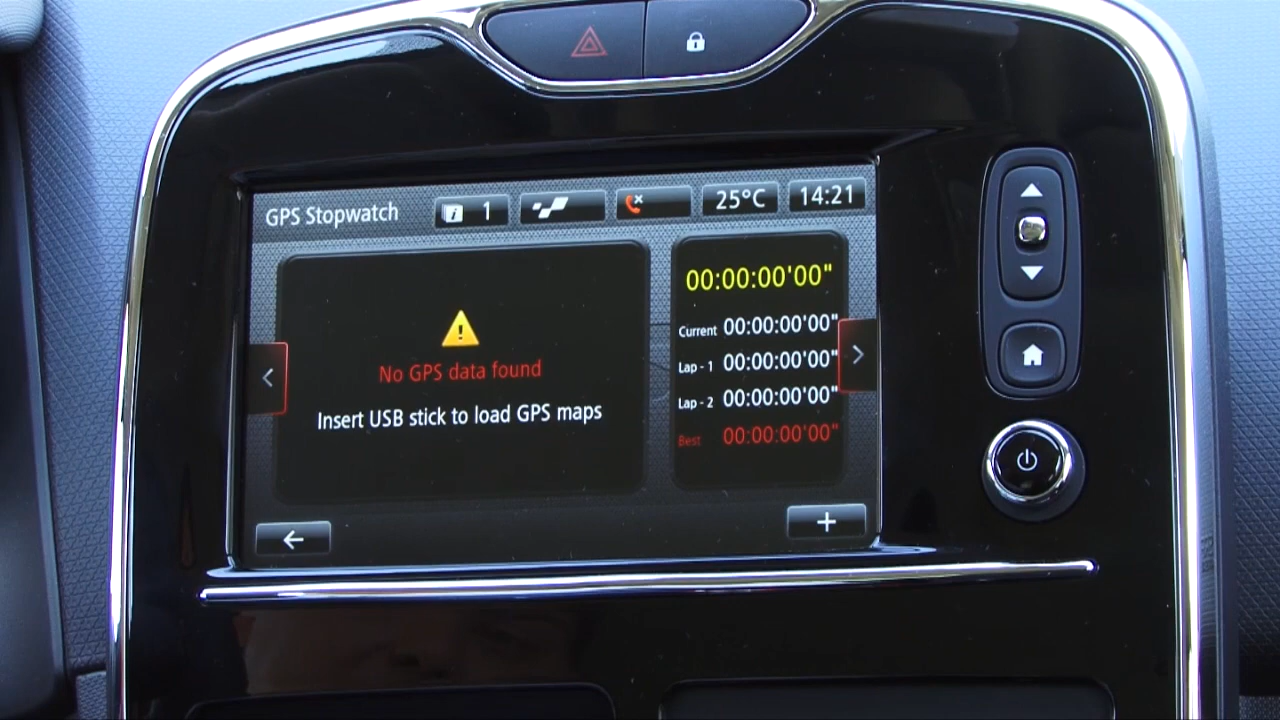 GPS Stopwatch
1
25°C
14:21
No GPS data found
Insert USB stick to load GPS maps
00:00:00'00"
Current 00:00:00'00"
Lap - 1 00:00:00'00"
Lap - 2 00:00:00'00"
Best 00:00:00'00"